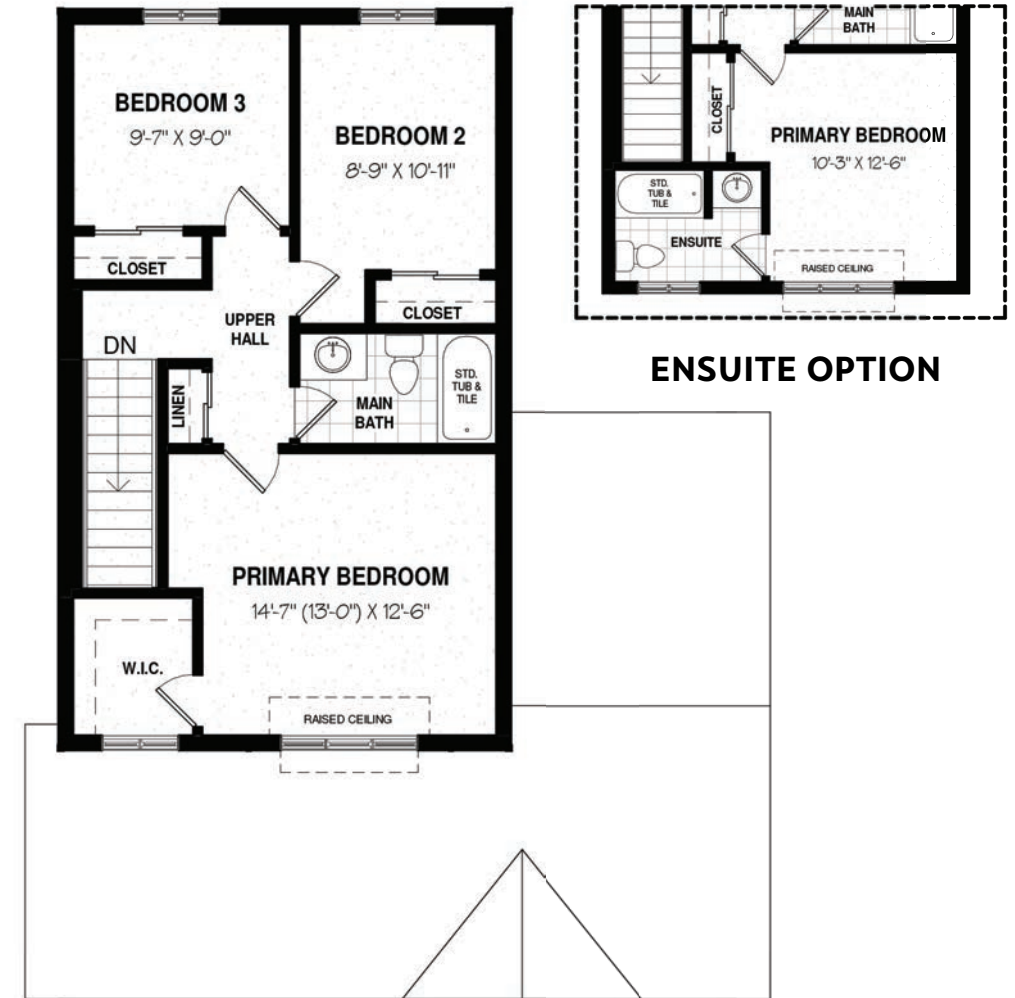 BEDROOM 3
9'-7" X 9'-0"
BEDROOM 2
8'-9" X 10'-11"
CLOSET
CLOSET
UPPER
HALL
DN
LINEN
MAIN
BATH
STD.
TUB &
TILE
PRIMARY BEDROOM
14'-7" (13'-0") X 12'-6"
W.I.C.
RAISED CEILING
MAIN
BATH
CLOSET
PRIMARY BEDROOM
10'-3" X 12'-6"
STD.
TUB &
TILE
ENSUITE
RAISED CEILING
ENSUITE OPTION